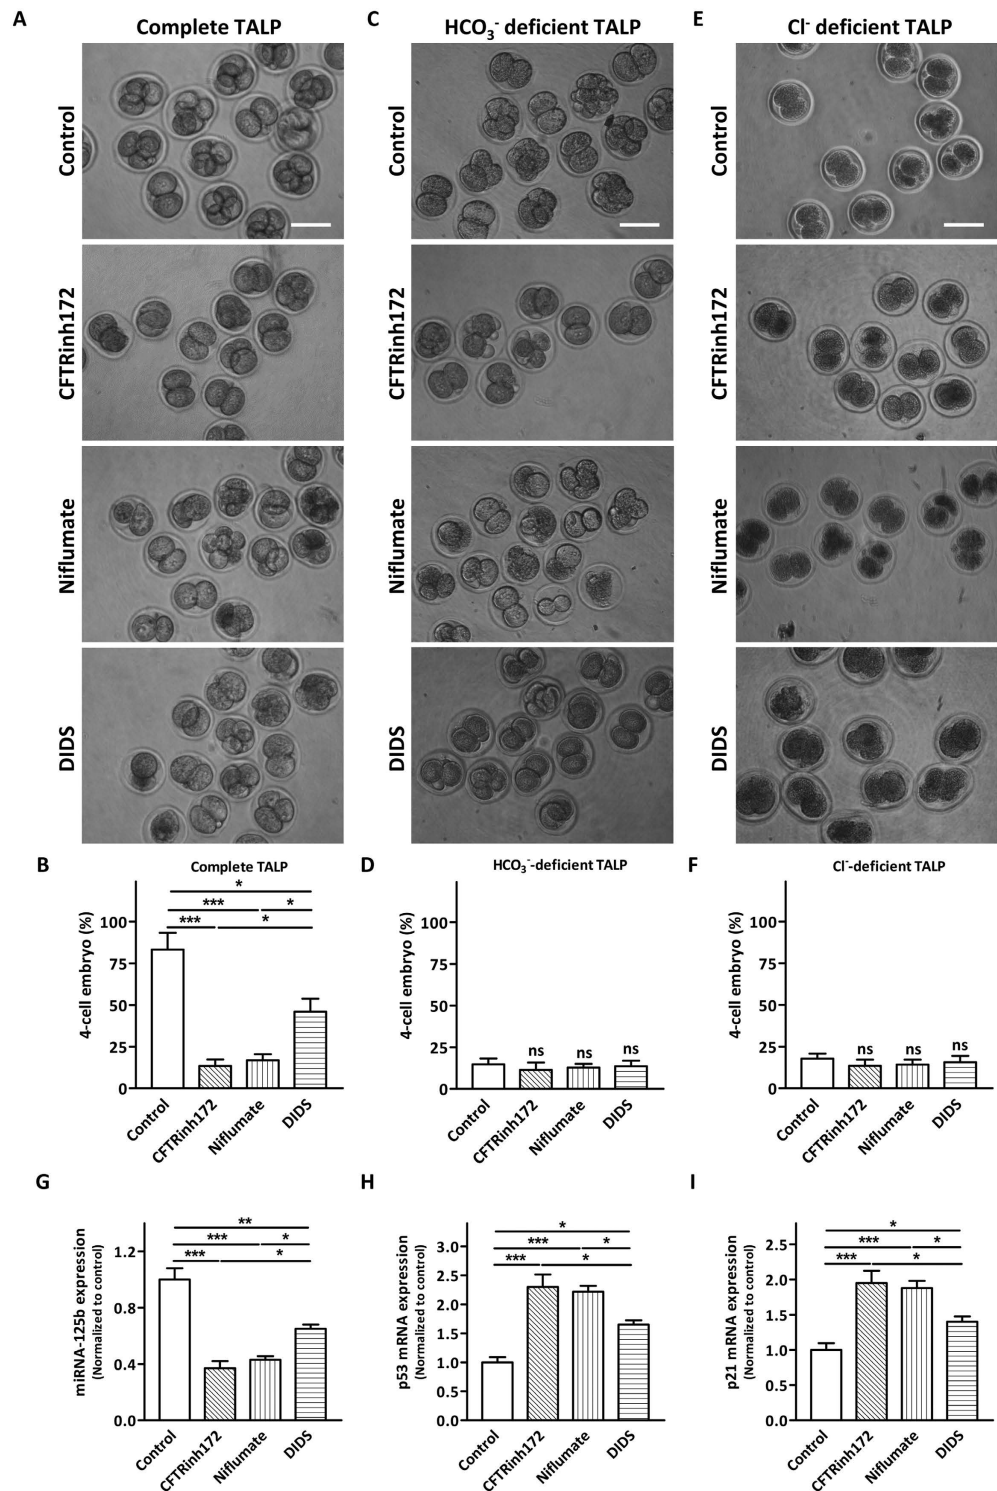 A
Complete TALP
Control
CFTRinh172
Niflumate
DIDS
C
HCO₃⁻ deficient TALP
Control
CFTRinh172
Niflumate
DIDS
E
Cl⁻ deficient TALP
Control
CFTRinh172
Niflumate
DIDS
B
Complete TALP
4-cell embryo (%)
100
75
50
25
0
*
*** *
*** *
Control
CFTRinh172
Niflumate
DIDS
D
HCO₃⁻-deficient TALP
4-cell embryo (%)
100
75
50
25
0
ns ns ns
Control
CFTRinh172
Niflumate
DIDS
F
Cl⁻-deficient TALP
4-cell embryo (%)
100
75
50
25
0
ns ns ns
Control
CFTRinh172
Niflumate
DIDS
G
miRNA-125b expression
(Normalized to control)
1.2
0.8
0.4
0.0
**
*** *
*** *
Control
CFTRinh172
Niflumate
DIDS
H
p53 mRNA expression
(Normalized to control)
3.0
2.5
2.0
1.5
1.0
0.5
0.0
*
*** *
*** *
Control
CFTRinh172
Niflumate
DIDS
I
p21 mRNA expression
(Normalized to control)
2.5
2.0
1.5
1.0
0.5
0.0
*
*** *
*** *
Control
CFTRinh172
Niflumate
DIDS